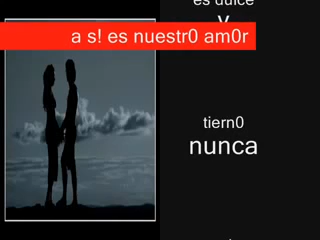 es dulce
y
a s! es nuestr0 am0r
tiern0
nunca